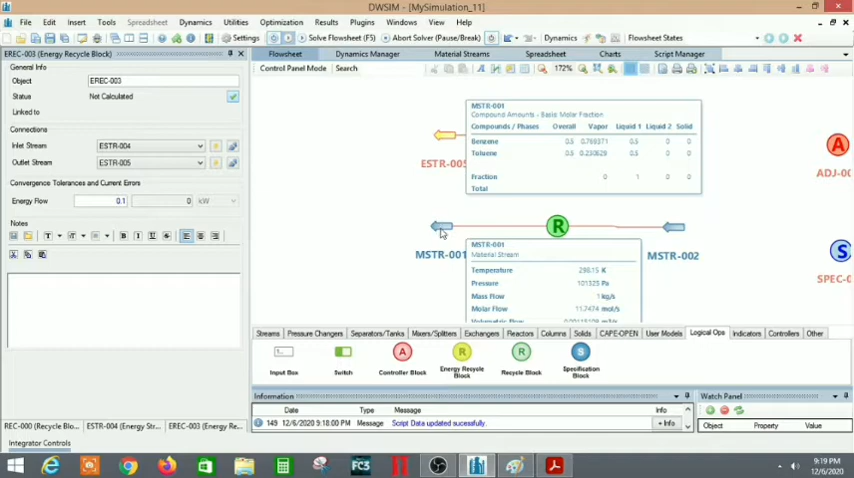 DWSIM - [MySimulation_11]
File Edit Insert Tools Spreadsheet Dynamics Utilities Optimization Results Plugins Windows View Help
Settings Solve Flowsheet (F5) Abort Solver (Pause/Break) Dynamics Flowsheet States
EREC-003 (Energy Recycle Block)
General Info
Object EREC-003
Status Not Calculated
Linked to
Connections
Inlet Stream ESTR-004
Outlet Stream ESTR-005
Convergence Tolerances and Current Errors
Energy Flow 0.1 0 kW
Notes
B I U S
REC-000 (Recycle Bloc... ESTR-004 (Energy Str... EREC-003 (Energy Re...
Integrator Controls
Flowsheet Dynamics Manager Material Streams Spreadsheet Charts Script Manager
Control Panel Mode Search 172%
MSTR-001
Compound Amounts - Basic Molar Fraction
Compounds / Phases Overall Vapor Liquid 1 Liquid 2 Solid
Benzene 0.5 0.769371 0.5 0 0
Toluene 0.5 0.230629 0.5 0 0
Fraction 0 1 0 0
Total
ESTR-005
A
ADJ-00
R
MSTR-001
MSTR-002
S
SPEC-0
MSTR-001
Material Stream
Temperature 298.15 K
Pressure 101325 Pa
Mass Flow 1 kg/s
Molar Flow 11.7474 mol/s
Streams Pressure Changers Separators/Tanks Mixers/Splitters Exchangers Reactors Columns Solids CAPE-OPEN User Models Logical Ops Indicators Controllers Other
A R R S
Input Box Switch Controller Block Energy Recycle Block Recycle Block Specification Block
Information
Date Type Message Info
149 12/6/2020 9:18:00 PM Message Script Data updated sucessfully. + Info
Watch Panel
Object Property Value
FC3
9:19 PM
12/6/2020